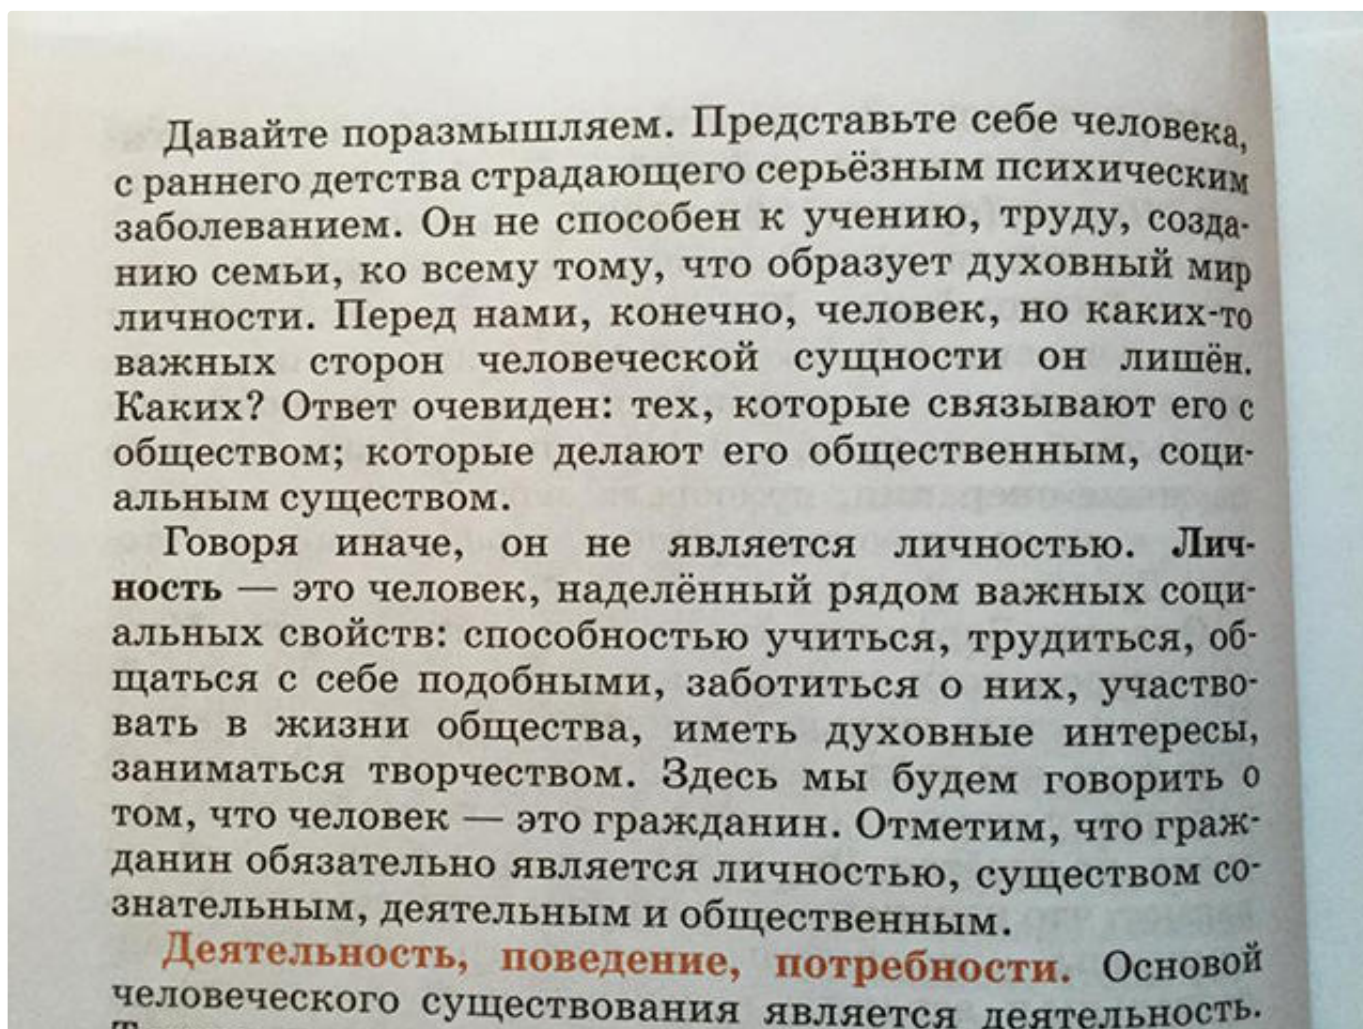 Давайте поразмышляем. Представьте себе человека,
с раннего детства страдающего серьёзным психическим
заболеванием. Он не способен к учению, труду, созда-
нию семьи, ко всему тому, что образует духовный мир
личности. Перед нами, конечно, человек, но каких-то
важных сторон человеческой сущности он лишён.
Каких? Ответ очевиден: тех, которые связывают его с
обществом; которые делают его общественным, соци-
альным существом.
Говоря иначе, он не является личностью. Лич-
ность — это человек, наделённый рядом важных соци-
альных свойств: способностью учиться, трудиться, об-
щаться с себе подобными, заботиться о них, участво-
вать в жизни общества, иметь духовные интересы,
заниматься творчеством. Здесь мы будем говорить о
том, что человек — это гражданин. Отметим, что граж-
данин обязательно является личностью, существом со-
знательным, деятельным и общественным.
Деятельность, поведение, потребности. Основой
человеческого существования является деятельность.